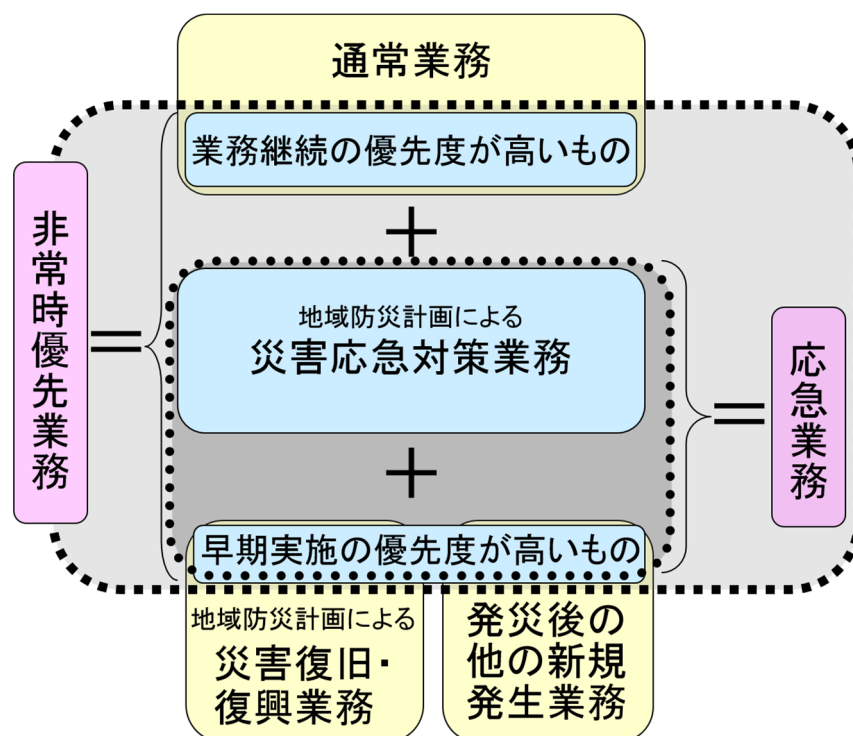 通常業務
業務継続の優先度が高いもの
＋
非常時優先業務
＝
地域防災計画による
災害応急対策業務
＝
応急業務
＋
早期実施の優先度が高いもの
地域防災計画による
災害復旧・
復興業務
発災後の
他の新規
発生業務